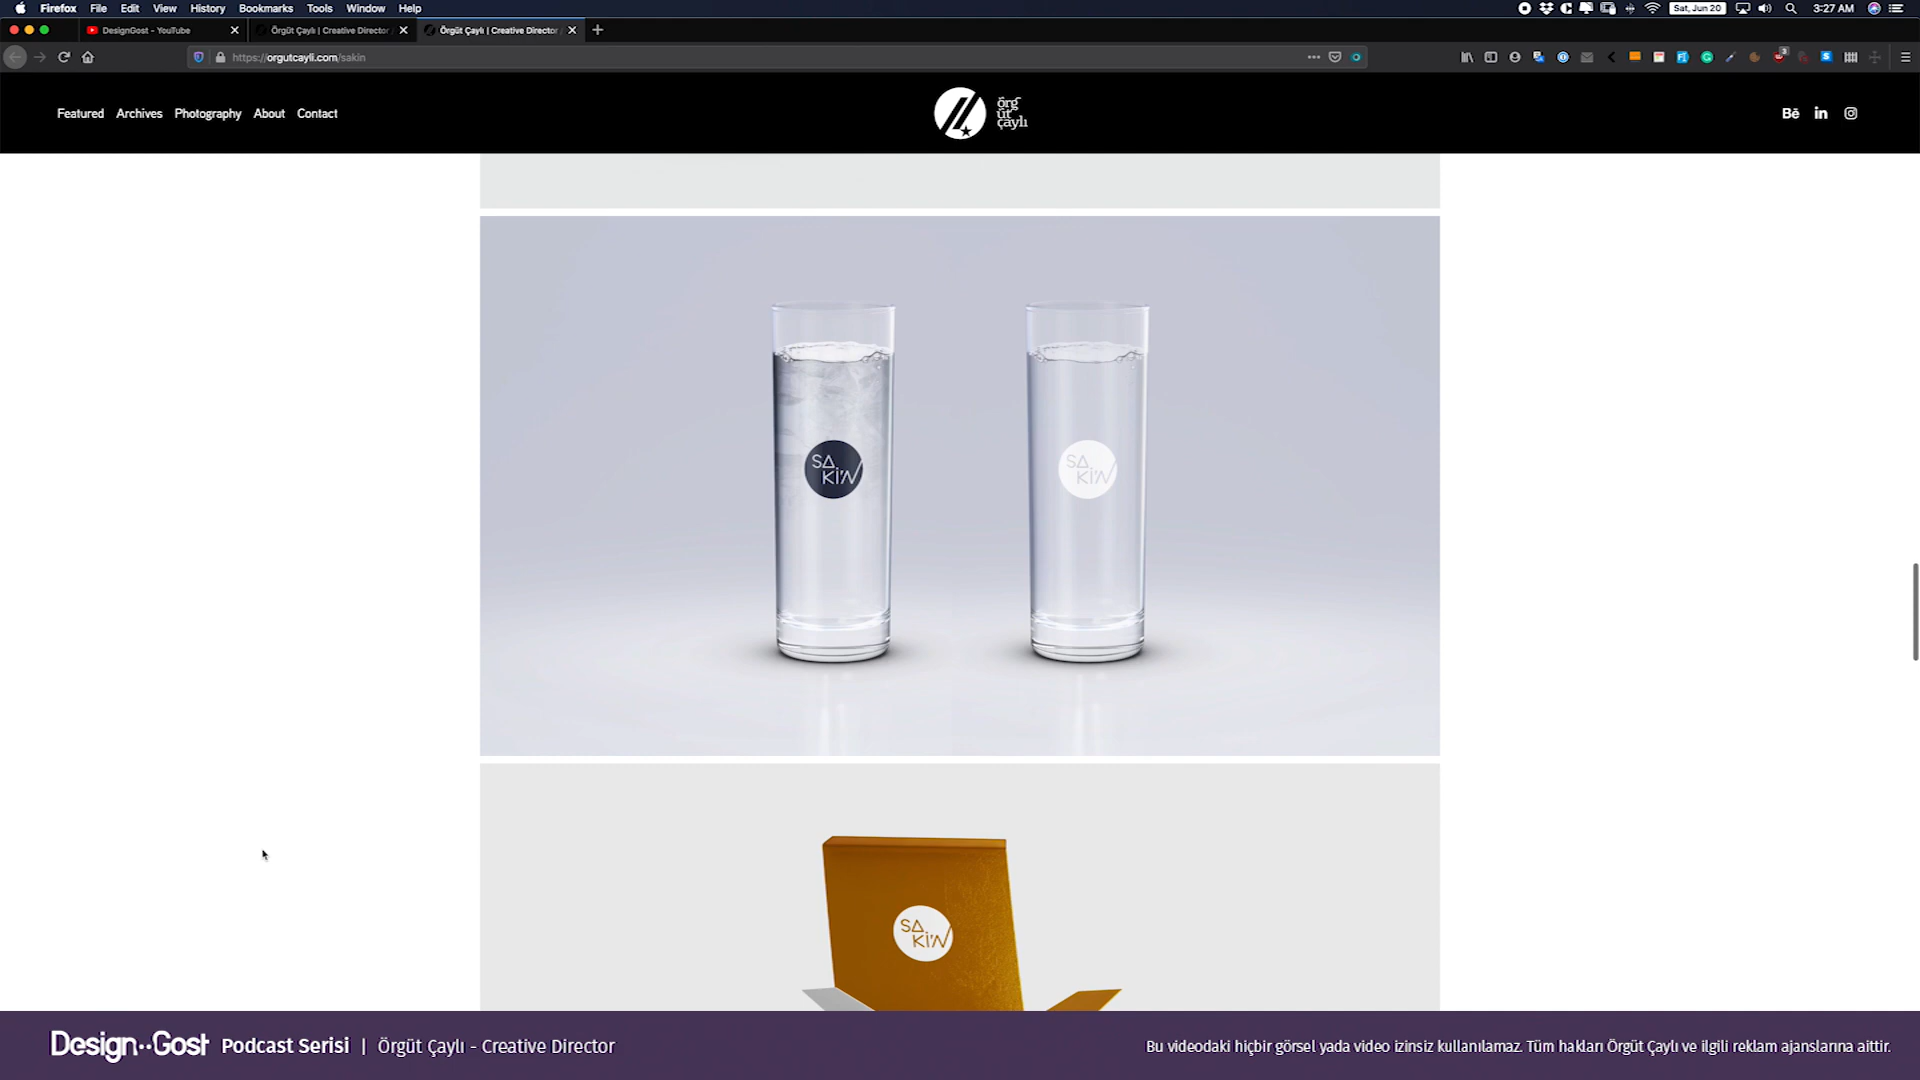 Firefox File Edit View History Bookmarks Tools Window Help Sat, Jun 20 3:27 AM
DesignGost - YouTube Örgüt Çaylı | Creative Director / Örgüt Çaylı | Creative Director /
https://orgutcayli.com/sakin
Featured Archives Photography About Contact
örg
üt
çaylı
Bē in
SA
Kİ'N
SA
Kİ'N
SA
Kİ'N
Design··Gost Podcast Serisi | Örgüt Çaylı - Creative Director
Bu videodaki hiçbir görsel yada video izinsiz kullanılamaz. Tüm hakları Örgüt Çaylı ve ilgili reklam ajanslarına aittir.